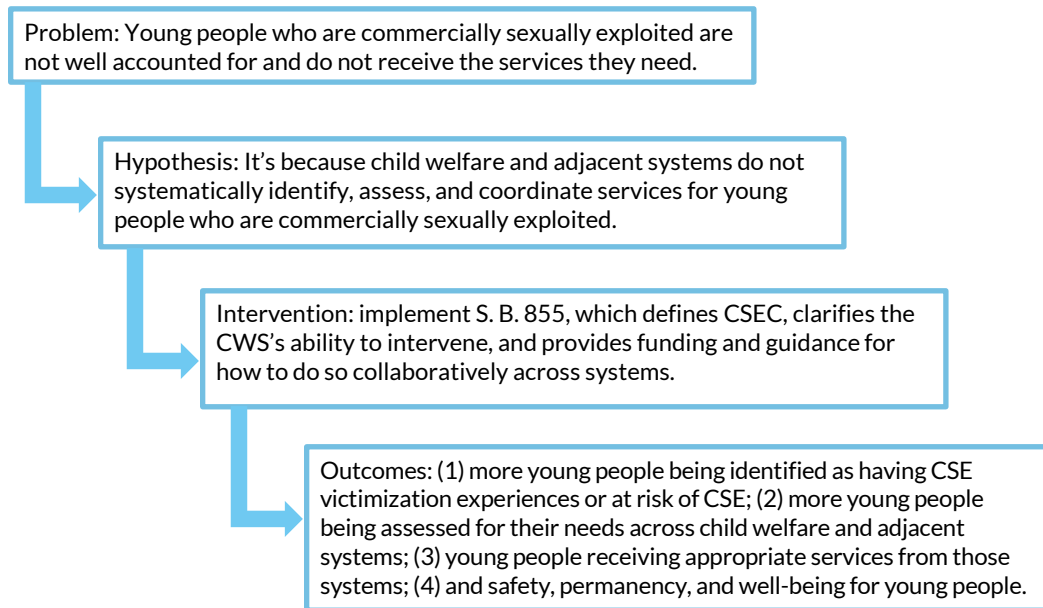 Problem: Young people who are commercially sexually exploited are
not well accounted for and do not receive the services they need.
Hypothesis: It’s because child welfare and adjacent systems do not
systematically identify, assess, and coordinate services for young
people who are commercially sexually exploited.
Intervention: implement S. B. 855, which defines CSEC, clarifies the
CWS’s ability to intervene, and provides funding and guidance for
how to do so collaboratively across systems.
Outcomes: (1) more young people being identified as having CSE
victimization experiences or at risk of CSE; (2) more young people
being assessed for their needs across child welfare and adjacent
systems; (3) young people receiving appropriate services from those
systems; (4) and safety, permanency, and well-being for young people.